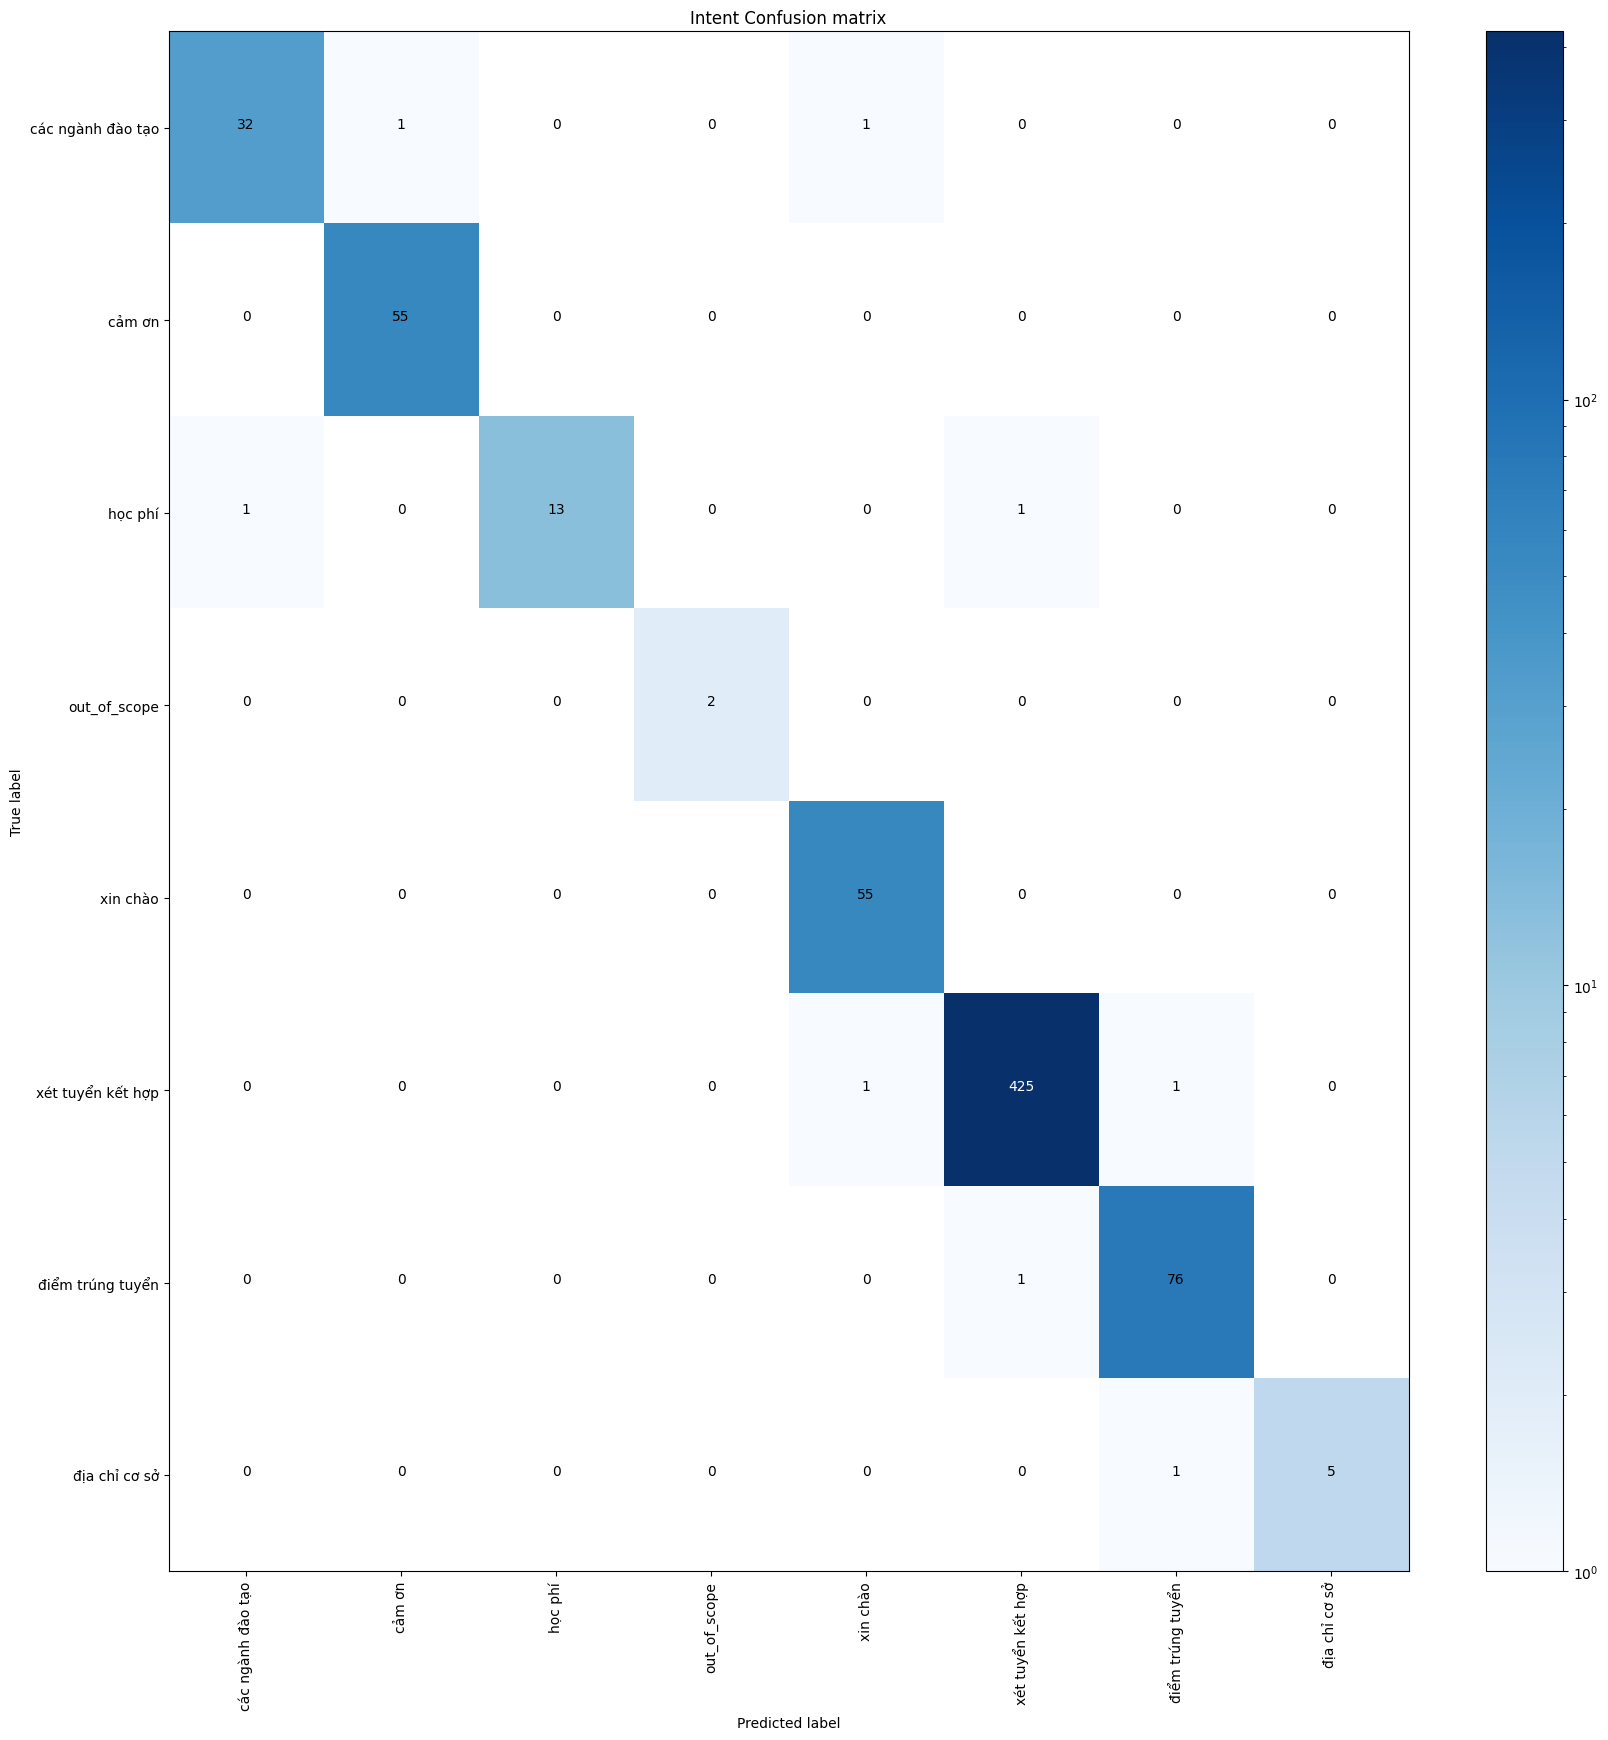 Intent Confusion matrix
các ngành đào tạo 32 1 0 0 1 0 0 0
cảm ơn 0 55 0 0 0 0 0 0
học phí 1 0 13 0 0 1 0 0
out_of_scope 0 0 0 2 0 0 0 0
xin chào 0 0 0 0 55 0 0 0
xét tuyển kết hợp 0 0 0 0 1 425 1 0
điểm trúng tuyển 0 0 0 0 0 1 76 0
địa chỉ cơ sở 0 0 0 0 0 0 1 5
True label
các ngành đào tạo
cảm ơn
học phí
out_of_scope
xin chào
xét tuyển kết hợp
điểm trúng tuyển
địa chỉ cơ sở
Predicted label
10²
10¹
10⁰